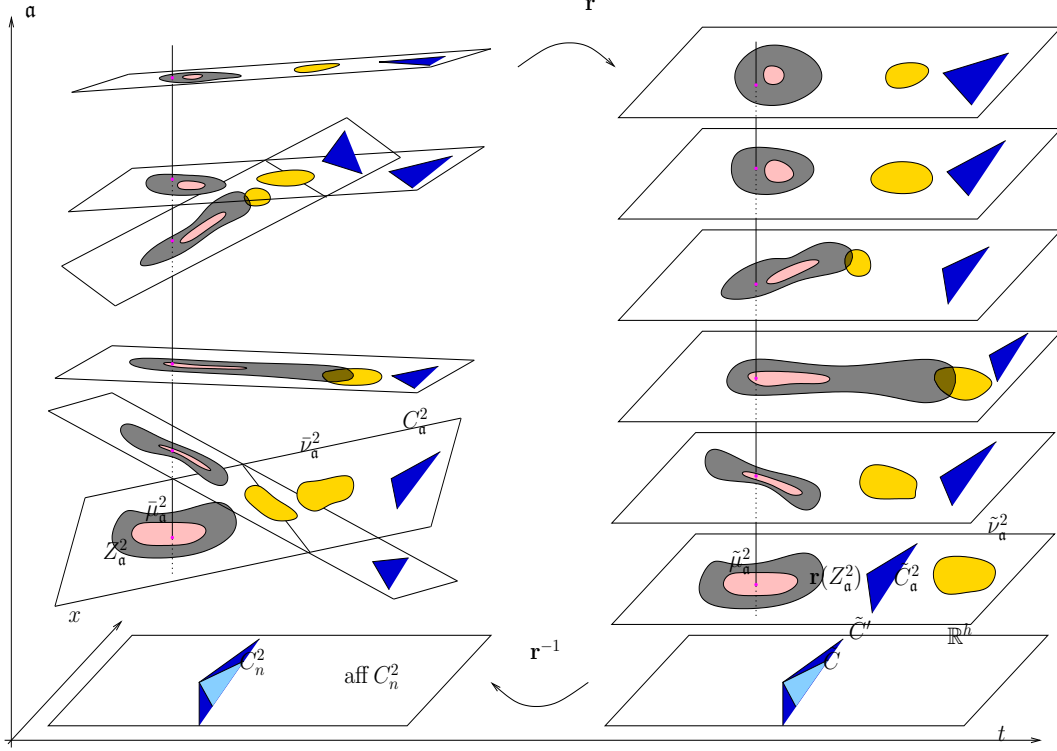 𝔞
r
C²_𝔞
ν̄²_𝔞
μ̄²_𝔞
Z²_𝔞
ν̃²_𝔞
μ̃²_𝔞
r(Z²_𝔞)
C̃²_𝔞
x
C̃′′
ℝ^h
C²_n
aff C²_n
r⁻¹
C
t